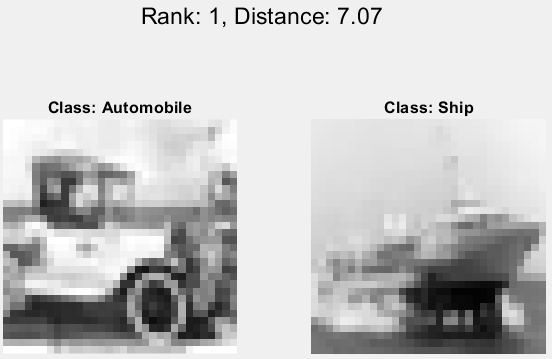 Rank: 1, Distance: 7.07
Class: Automobile
Class: Ship